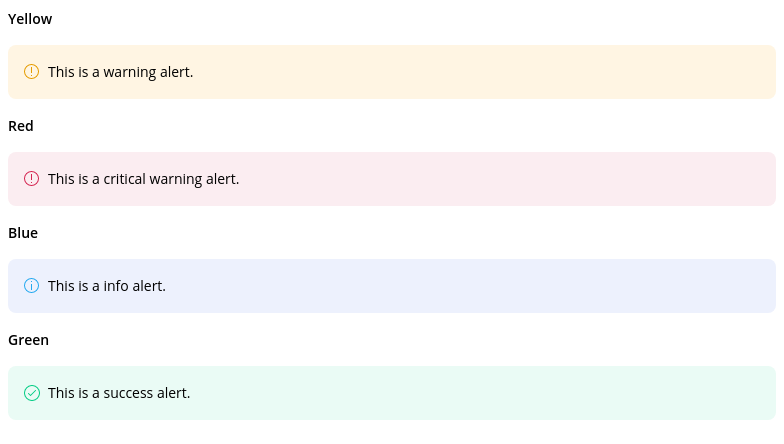 Yellow
This is a warning alert.
Red
This is a critical warning alert.
Blue
This is a info alert.
Green
This is a success alert.